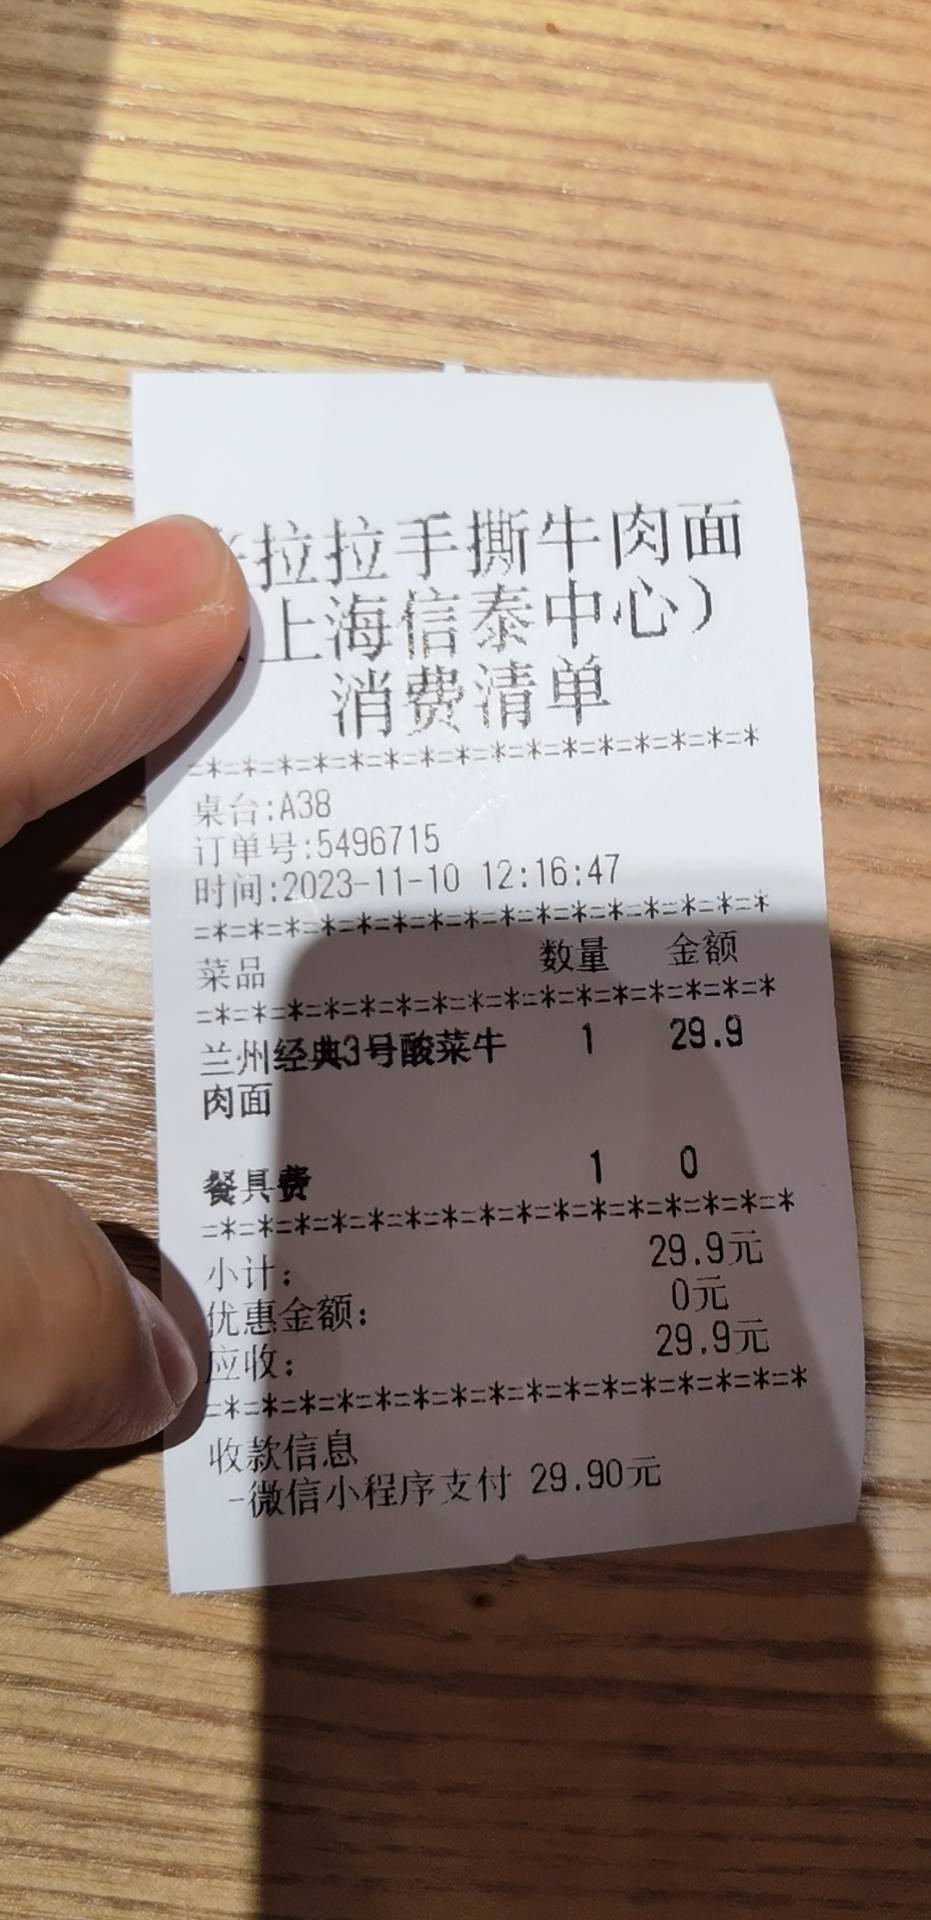 拉拉手撕牛肉面
上海信泰中心）
消费清单
=*=*=*=*=*=*=*=*=*=*=*=*=*=*=*=*
桌台:A38
订单号:5496715
时间:2023-11-10 12:16:47
=*=*=*=*=*=*=*=*=*=*=*=*=*=*=*=*
菜品 数量 金额
=*=*=*=*=*=*=*=*=*=*=*=*=*=*=*=*
兰州经典3号酸菜牛 1 29.9
肉面
餐具费 1 0
=*=*=*=*=*=*=*=*=*=*=*=*=*=*=*=*
小计: 29.9元
优惠金额: 0元
应收: 29.9元
=*=*=*=*=*=*=*=*=*=*=*=*=*=*=*=*
收款信息
-微信小程序支付 29.90元